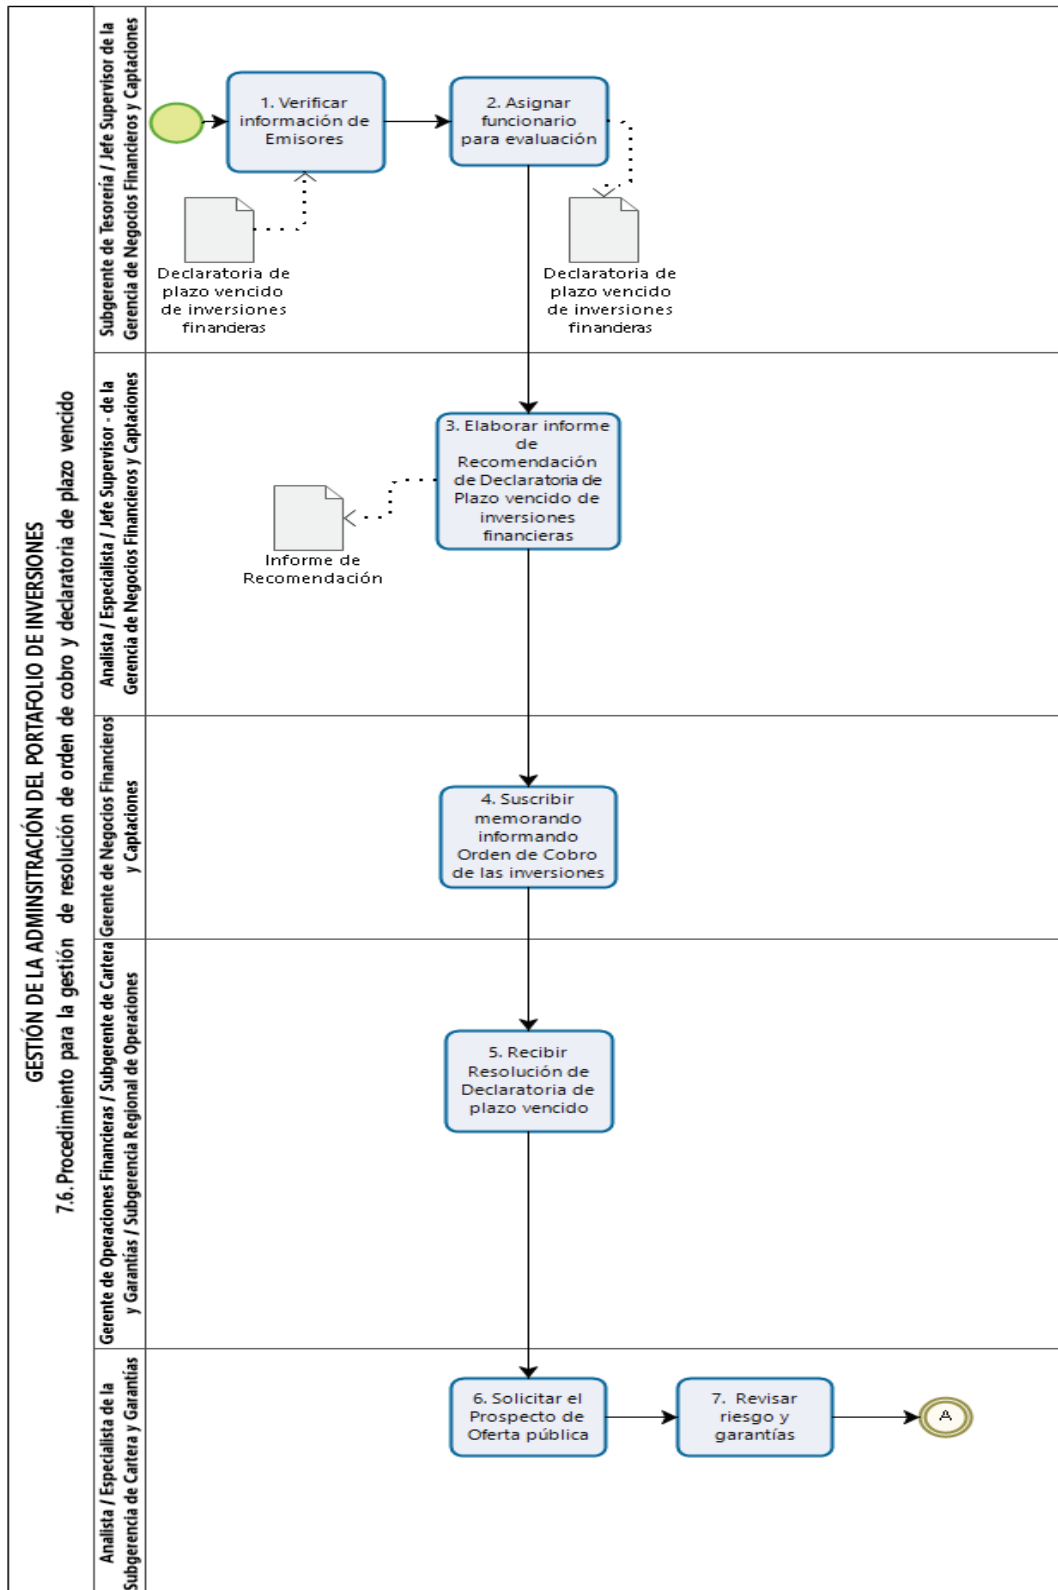 GESTIÓN DE LA ADMINSITRACIÓN DEL PORTAFOLIO DE INVERSIONES
7.6. Procedimiento para la gestión de resolución de orden de cobro y declaratoria de plazo vencido
Subgerente de Tesorería / Jefe Supervisor de la
Gerencia de Negocios Financieros y Captaciones
1. Verificar
información de
Emisores
2. Asignar
funcionario
para evaluación
Declaratoria de
plazo vencido
de inversiones
financieras
Declaratoria de
plazo vencido
de inversiones
financieras
Analista / Especialista / Jefe Supervisor - de la
Gerencia de Negocios Financieros y Captaciones
3. Elaborar informe
de
Recomendación
de Declaratoria de
Plazo vencido de
inversiones
financieras
Informe de
Recomendación
Gerente de Negocios Financieros
y Captaciones
4. Suscribir
memorando
informando
Orden de Cobro
de las inversiones
Gerente de Operaciones Financieras / Subgerente de Cartera
y Garantías / Subgerencia Regional de Operaciones
5. Recibir
Resolución de
Declaratoria de
plazo vencido
Analista / Especialista de la
Subgerencia de Cartera y Garantías
6. Solicitar el
Prospecto de
Oferta pública
7. Revisar
riesgo y
garantías
A